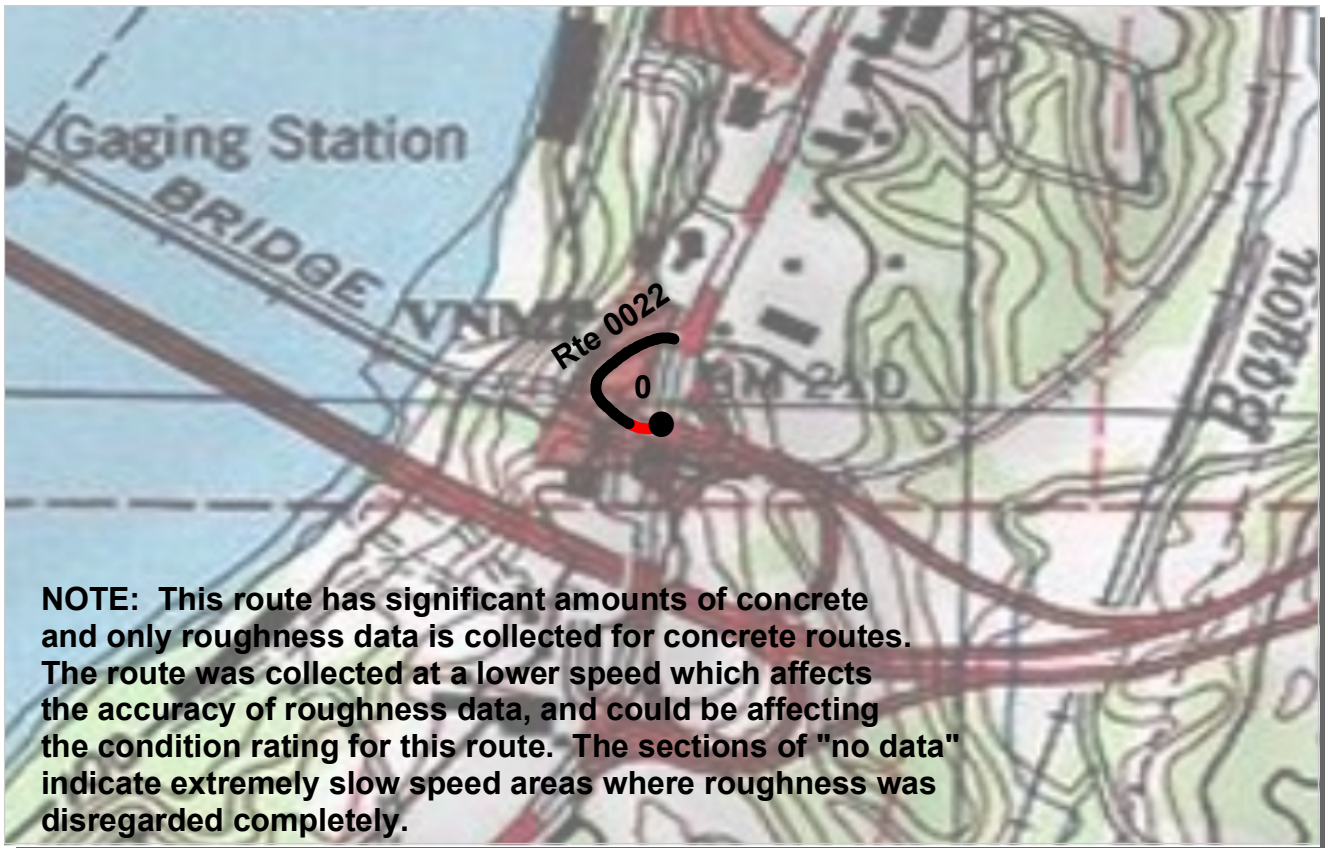 Gaging Station
BRIDGE
Rte 0022
0
BM 210
Bayou
NOTE:  This route has significant amounts of concrete
and only roughness data is collected for concrete routes.
The route was collected at a lower speed which affects
the accuracy of roughness data, and could be affecting
the condition rating for this route.  The sections of "no data"
indicate extremely slow speed areas where roughness was
disregarded completely.